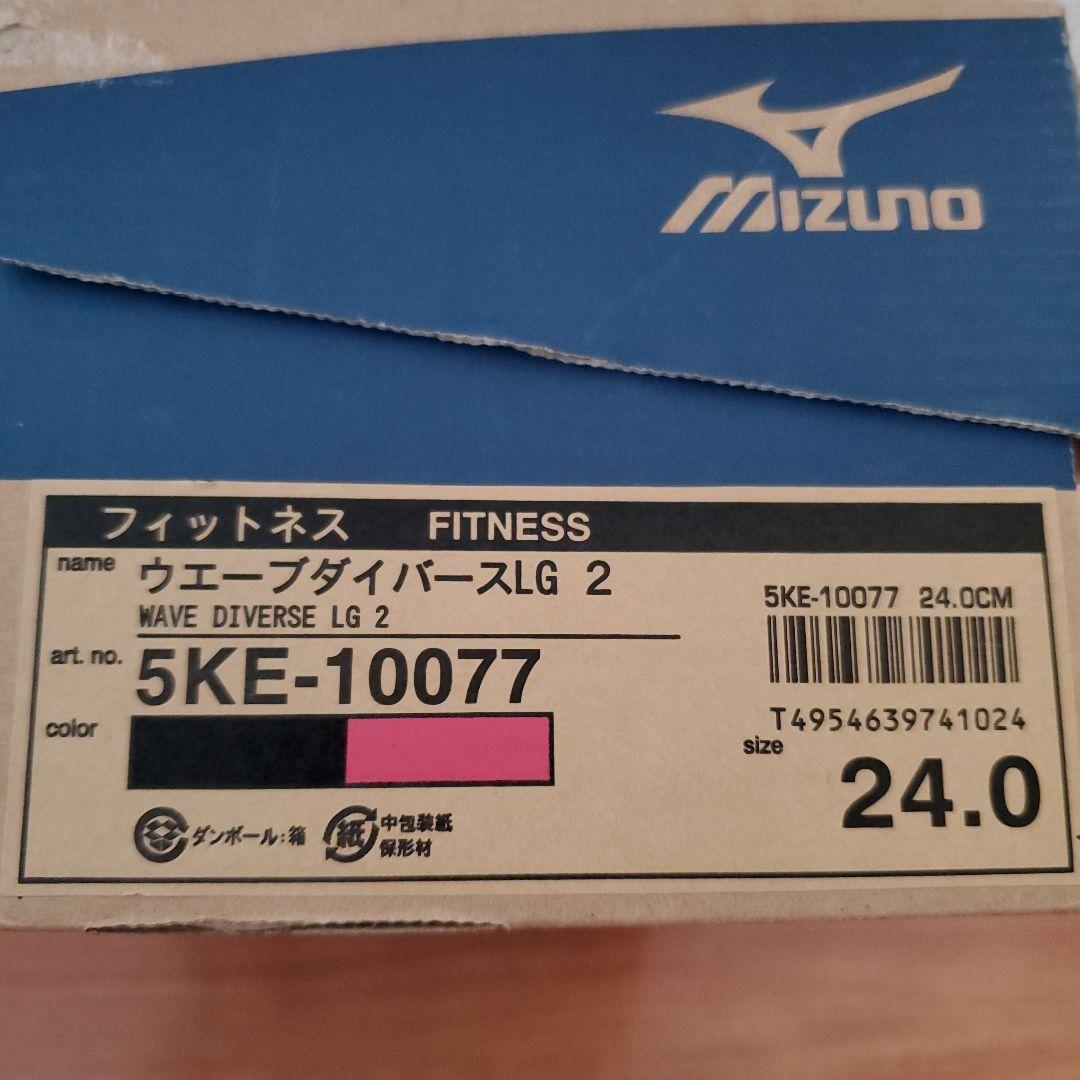 MIZUNO
フィットネス FITNESS
name ウエーブダイバースLG 2
WAVE DIVERSE LG 2
art. no. 5KE-10077
color
5KE-10077 24.0CM
T4954639741024
size
24.0
ダンボール:箱
紙 中包装紙
保形材